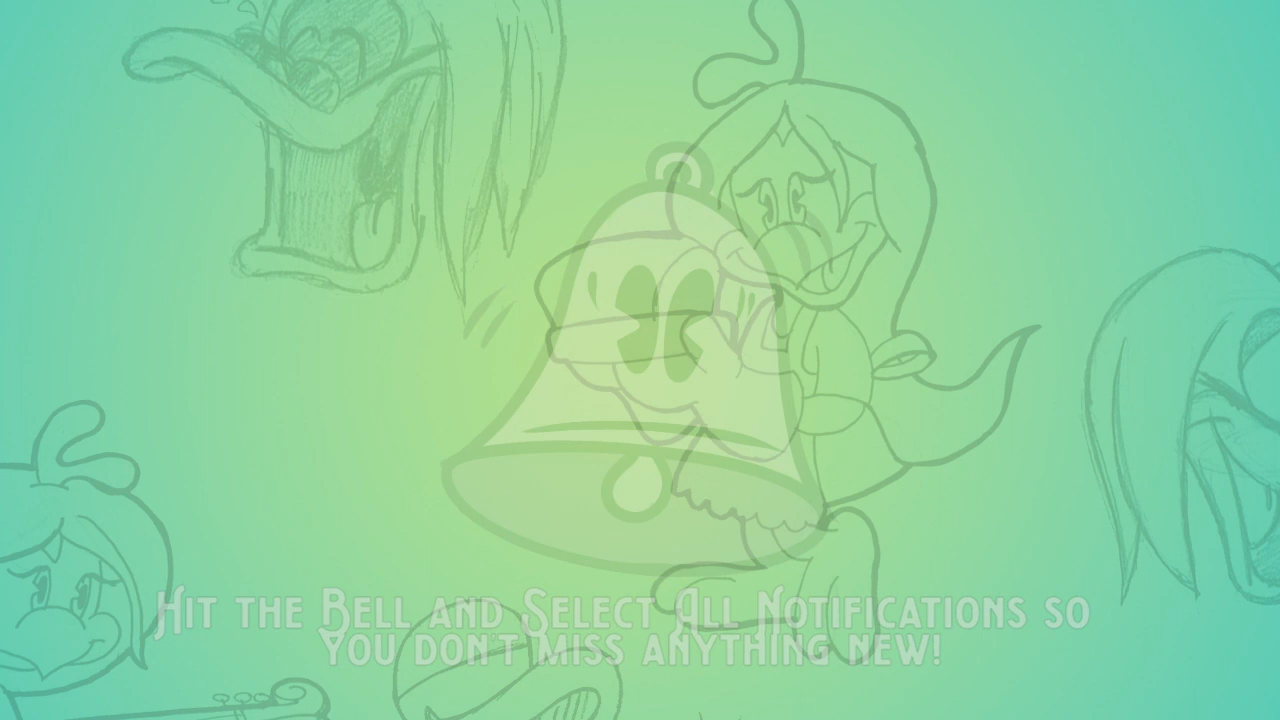 Hit the Bell and Select All Notifications so
You don't miss anything new!